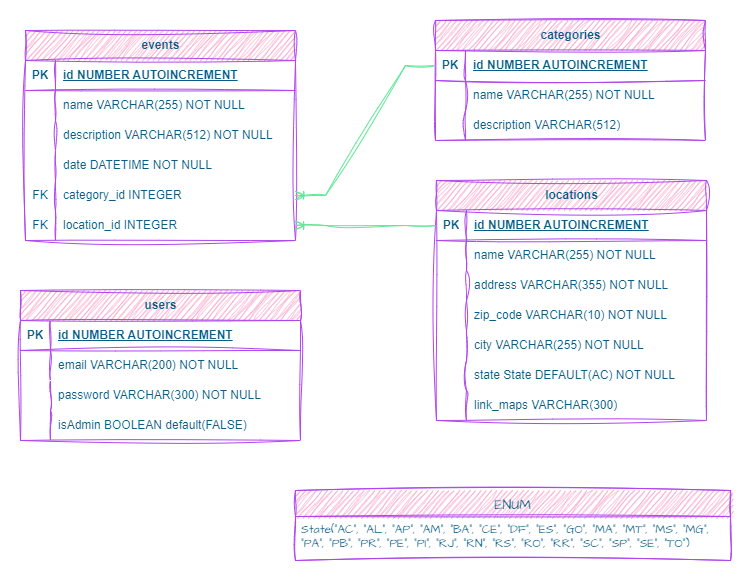 events
PK id NUMBER AUTOINCREMENT
name VARCHAR(255) NOT NULL
description VARCHAR(512) NOT NULL
date DATETIME NOT NULL
FK category_id INTEGER
FK location_id INTEGER
categories
PK id NUMBER AUTOINCREMENT
name VARCHAR(255) NOT NULL
description VARCHAR(512)
locations
PK id NUMBER AUTOINCREMENT
name VARCHAR(255) NOT NULL
address VARCHAR(355) NOT NULL
zip_code VARCHAR(10) NOT NULL
city VARCHAR(255) NOT NULL
state State DEFAULT(AC) NOT NULL
link_maps VARCHAR(300)
users
PK id NUMBER AUTOINCREMENT
email VARCHAR(200) NOT NULL
password VARCHAR(300) NOT NULL
isAdmin BOOLEAN default(FALSE)
ENUM
State("AC", "AL", "AP", "AM", "BA", "CE", "DF", "ES", "GO", "MA", "MT", "MS", "MG",
"PA", "PB", "PR", "PE", "PI", "RJ", "RN", "RS", "RO", "RR", "SC", "SP", "SE", "TO")